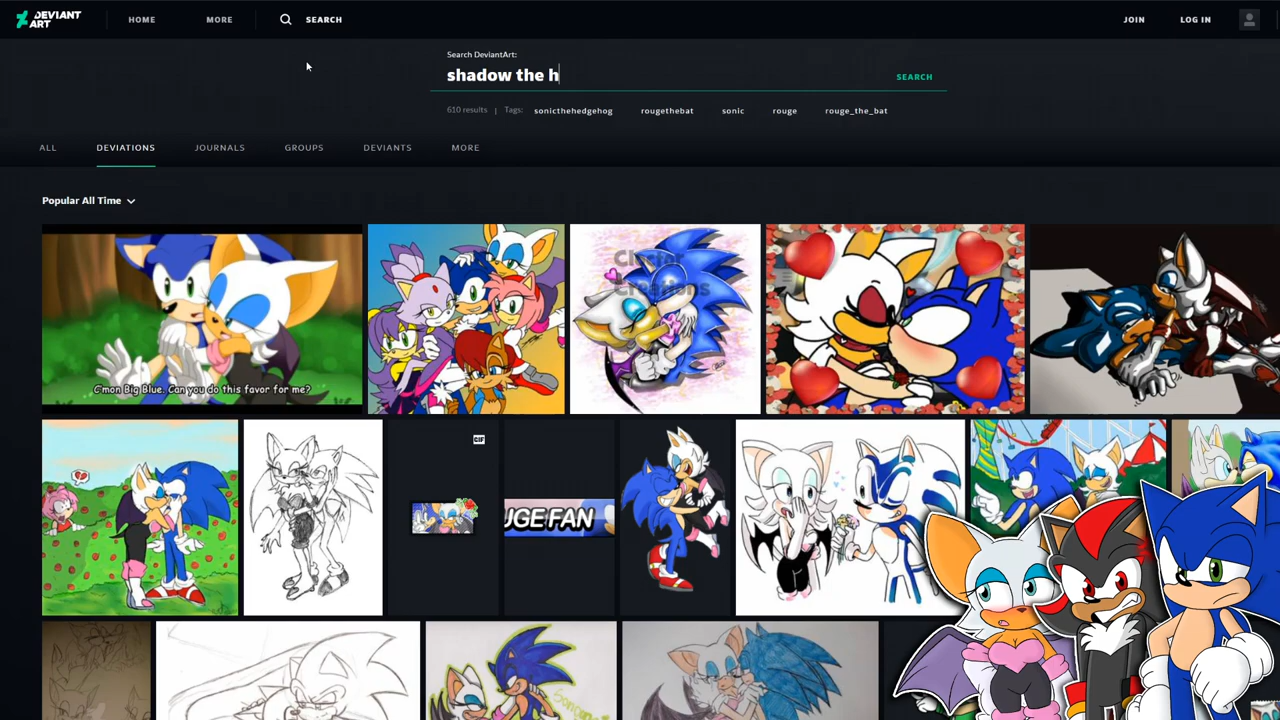 DEVIANT ART
HOME
MORE
SEARCH
JOIN
LOG IN
Search DeviantArt:
shadow the h
SEARCH
610 results | Tags: sonicthehedgehog rougethebat sonic rouge rouge_the_bat
ALL
DEVIATIONS
JOURNALS
GROUPS
DEVIANTS
MORE
Popular All Time
C'mon Big Blue. Can you do this favor for me?
Creations
GIF
UGE FAN